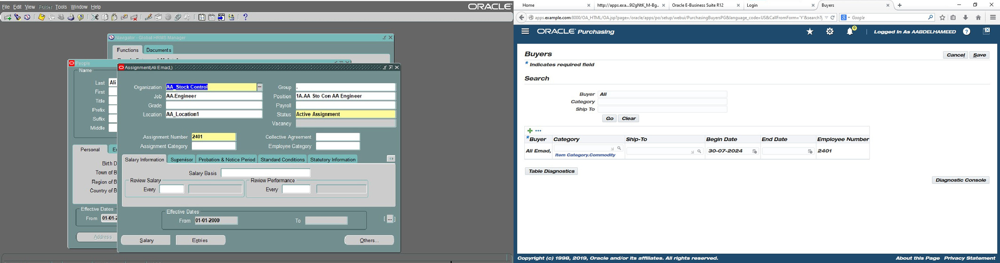 File Edit View Folder Tools Window Help
ORACLE
Navigator - Global HRMS Manager
Functions Documents
People
Name
Last Ali
First
Title
Prefix
Suffix
Middle
Personal
Birth D
Town of B
Region of B
Country of B
Effective Dates
From 01-01-2
Address
Assignment(Ali Emad,)
Organization AA_Stock Control ... Group .
Job AA.Engineer Position 1A.AA Sto Con AA Engineer
Grade Payroll
Location AA_Location1 Status Active Assignment
Vacancy
Assignment Number 2401 Collective Agreement
Assignment Category Employee Category
Salary Information Supervisor Probation & Notice Period Standard Conditions Statutory Information
Salary Basis
Review Salary Review Performance
Every Every
Effective Dates
From 01-01-2000 To
[ ... ]
Salary Entries Others...
Home http://apps.exa...9I2gNtK_M-Bg.. Oracle E-Business Suite R12 Login Buyers
apps.example.com:8000/OA_HTML/OA.jsp?page=/oracle/apps/po/setup/webui/PurchasingBuyersPG&language_code=US&CallFromForm='Y'&searchTy Google
ORACLE Purchasing 0 Logged In As AABDELHAMEED ?
Buyers Cancel Save
* Indicates required field
Search
Buyer Ali
Category
Ship To
Go Clear
*Buyer Category Ship-To Begin Date End Date Employee Number
Ali Emad, 30-07-2024 2401
Item Category.Commodity
Table Diagnostics
Diagnostic Console
Copyright (c) 1998, 2019, Oracle and/or its affiliates. All rights reserved. About this Page Privacy Statement